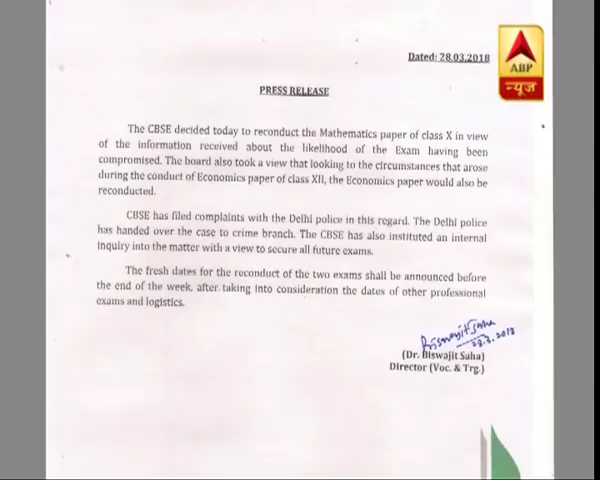 Dated: 28.03.2018
ABP
न्यूज़
PRESS RELEASE
The CBSE decided today to reconduct the Mathematics paper of class X in view
of the information received about the likelihood of the Exam having been
compromised. The board also took a view that looking to the circumstances that arose
during the conduct of Economics paper of class XII, the Economics paper would also be
reconducted.
CBSE has filed complaints with the Delhi police in this regard. The Delhi police
has handed over the case to crime branch. The CBSE has also instituted an internal
inquiry into the matter with a view to secure all future exams.
The fresh dates for the reconduct of the two exams shall be announced before
the end of the week, after taking into consideration the dates of other professional
exams and logistics.
Biswajit Saha
28.3.2018
(Dr. Biswajit Saha)
Director (Voc. & Trg.)